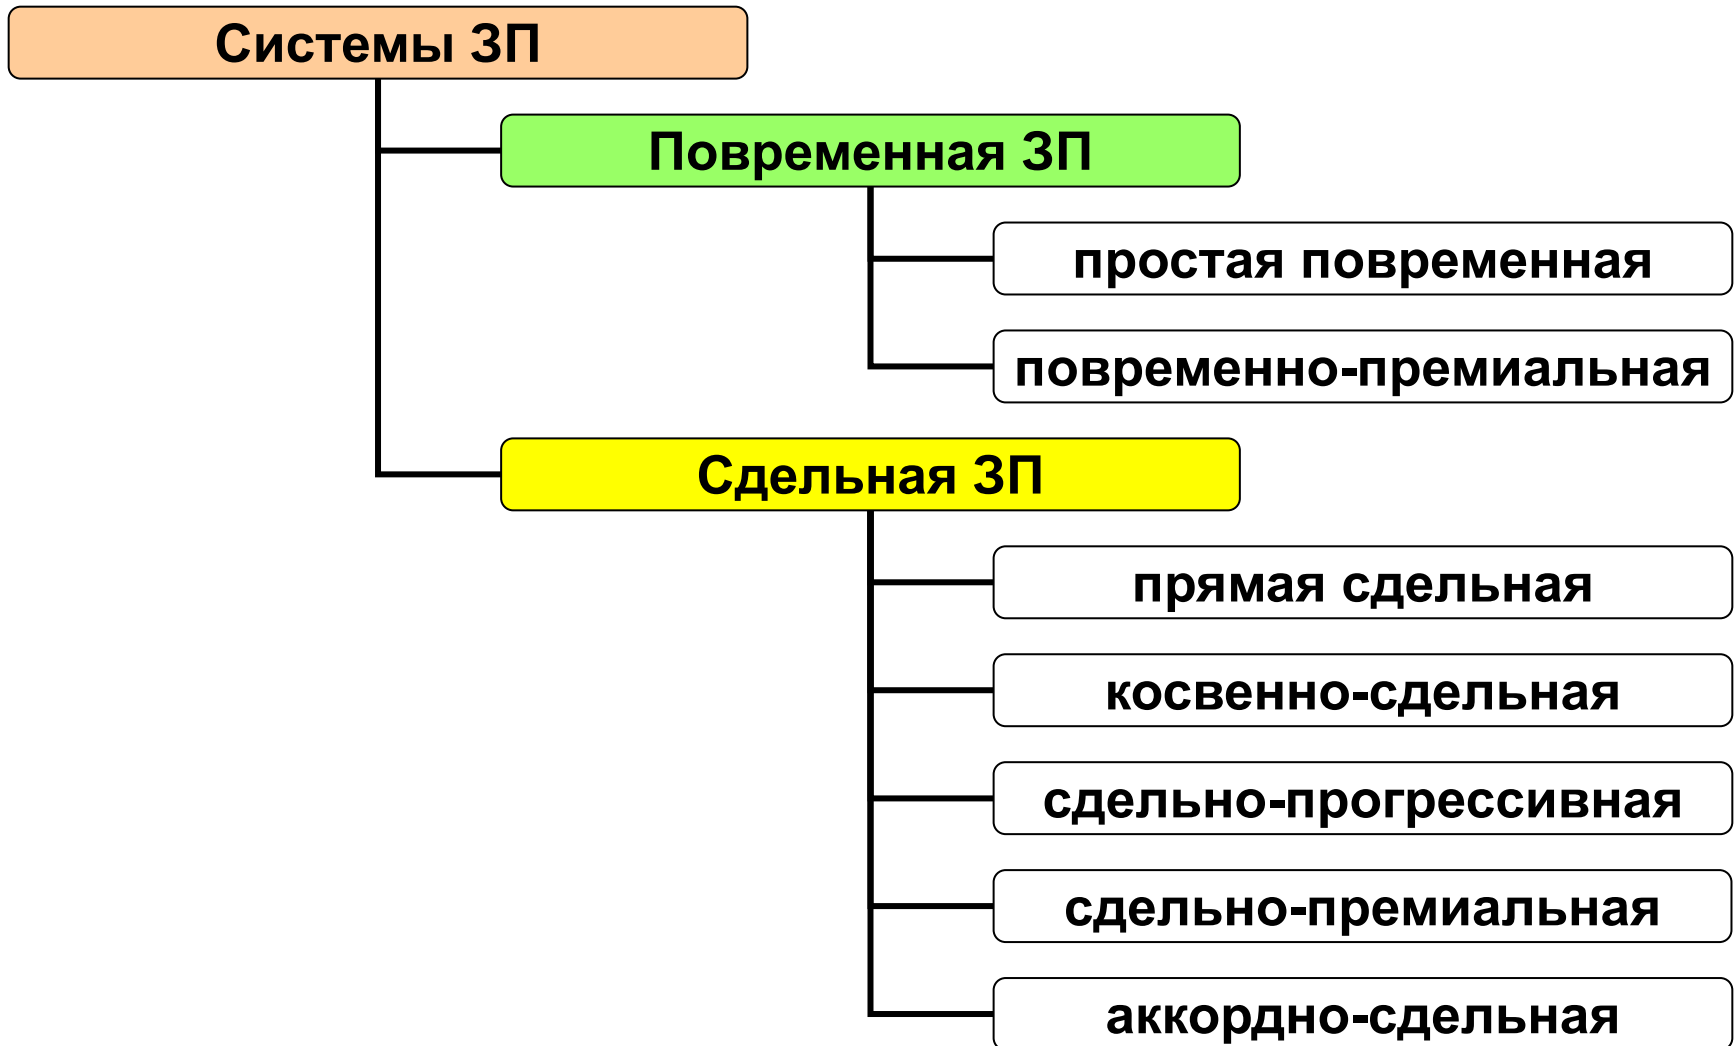 Системы ЗП
Повременная ЗП
простая повременная
повременно-премиальная
Сдельная ЗП
прямая сдельная
косвенно-сдельная
сдельно-прогрессивная
сдельно-премиальная
аккордно-сдельная